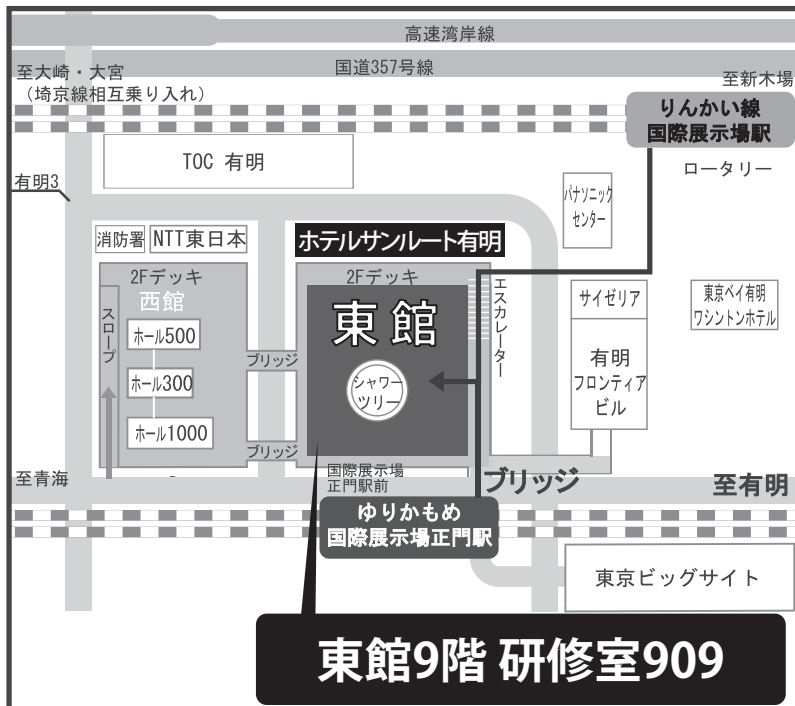 高速湾岸線
国道357号線
至大崎・大宮
（埼京線相互乗り入れ）
至新木場
りんかい線
国際展示場駅
TOC 有明
ロータリー
有明3
パナソニック
センター
消防署
NTT東日本
ホテルサンルート有明
2Fデッキ
西館
2Fデッキ
東館
スロープ
エスカレーター
サイゼリア
東京ベイ有明
ワシントンホテル
ホール500
ブリッジ
シャワー
ツリー
有明
フロンティア
ビル
ホール300
ホール1000
ブリッジ
至青海
国際展示場
正門駅前
ブリッジ
至有明
ゆりかもめ
国際展示場正門駅
東京ビッグサイト
東館9階 研修室909